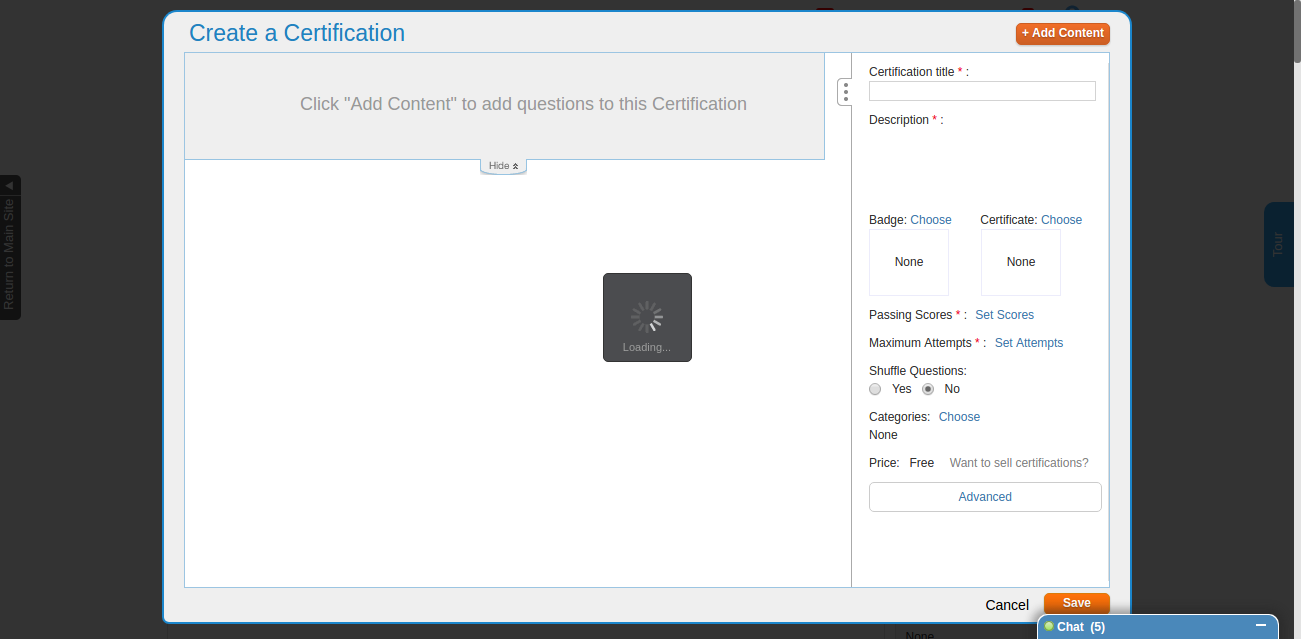 Create a Certification
+ Add Content
Click "Add Content" to add questions to this Certification
Hide
Loading...
Certification title * :
Description * :
Badge: Choose
Certificate: Choose
None
None
Passing Scores * : Set Scores
Maximum Attempts * : Set Attempts
Shuffle Questions:
Yes No
Categories: Choose
None
Price: Free Want to sell certifications?
Advanced
Cancel
Save
Return to Main Site
Tour
None
Chat (5)